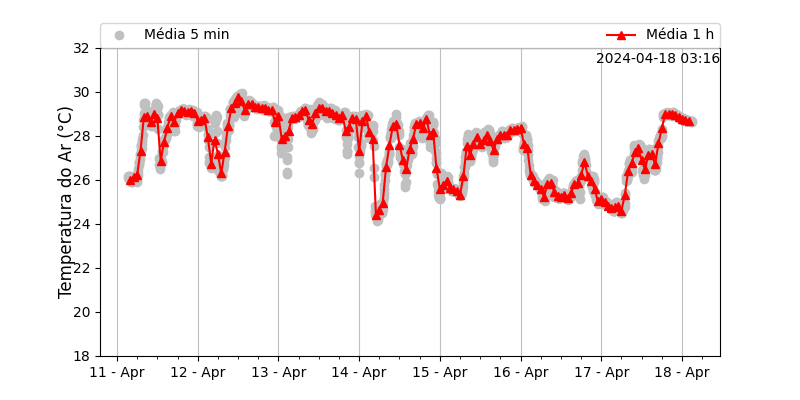 Média 5 min
Média 1 h
2024-04-18 03:16
Temperatura do Ar (°C)
32
30
28
26
24
22
20
18
11 - Apr
12 - Apr
13 - Apr
14 - Apr
15 - Apr
16 - Apr
17 - Apr
18 - Apr